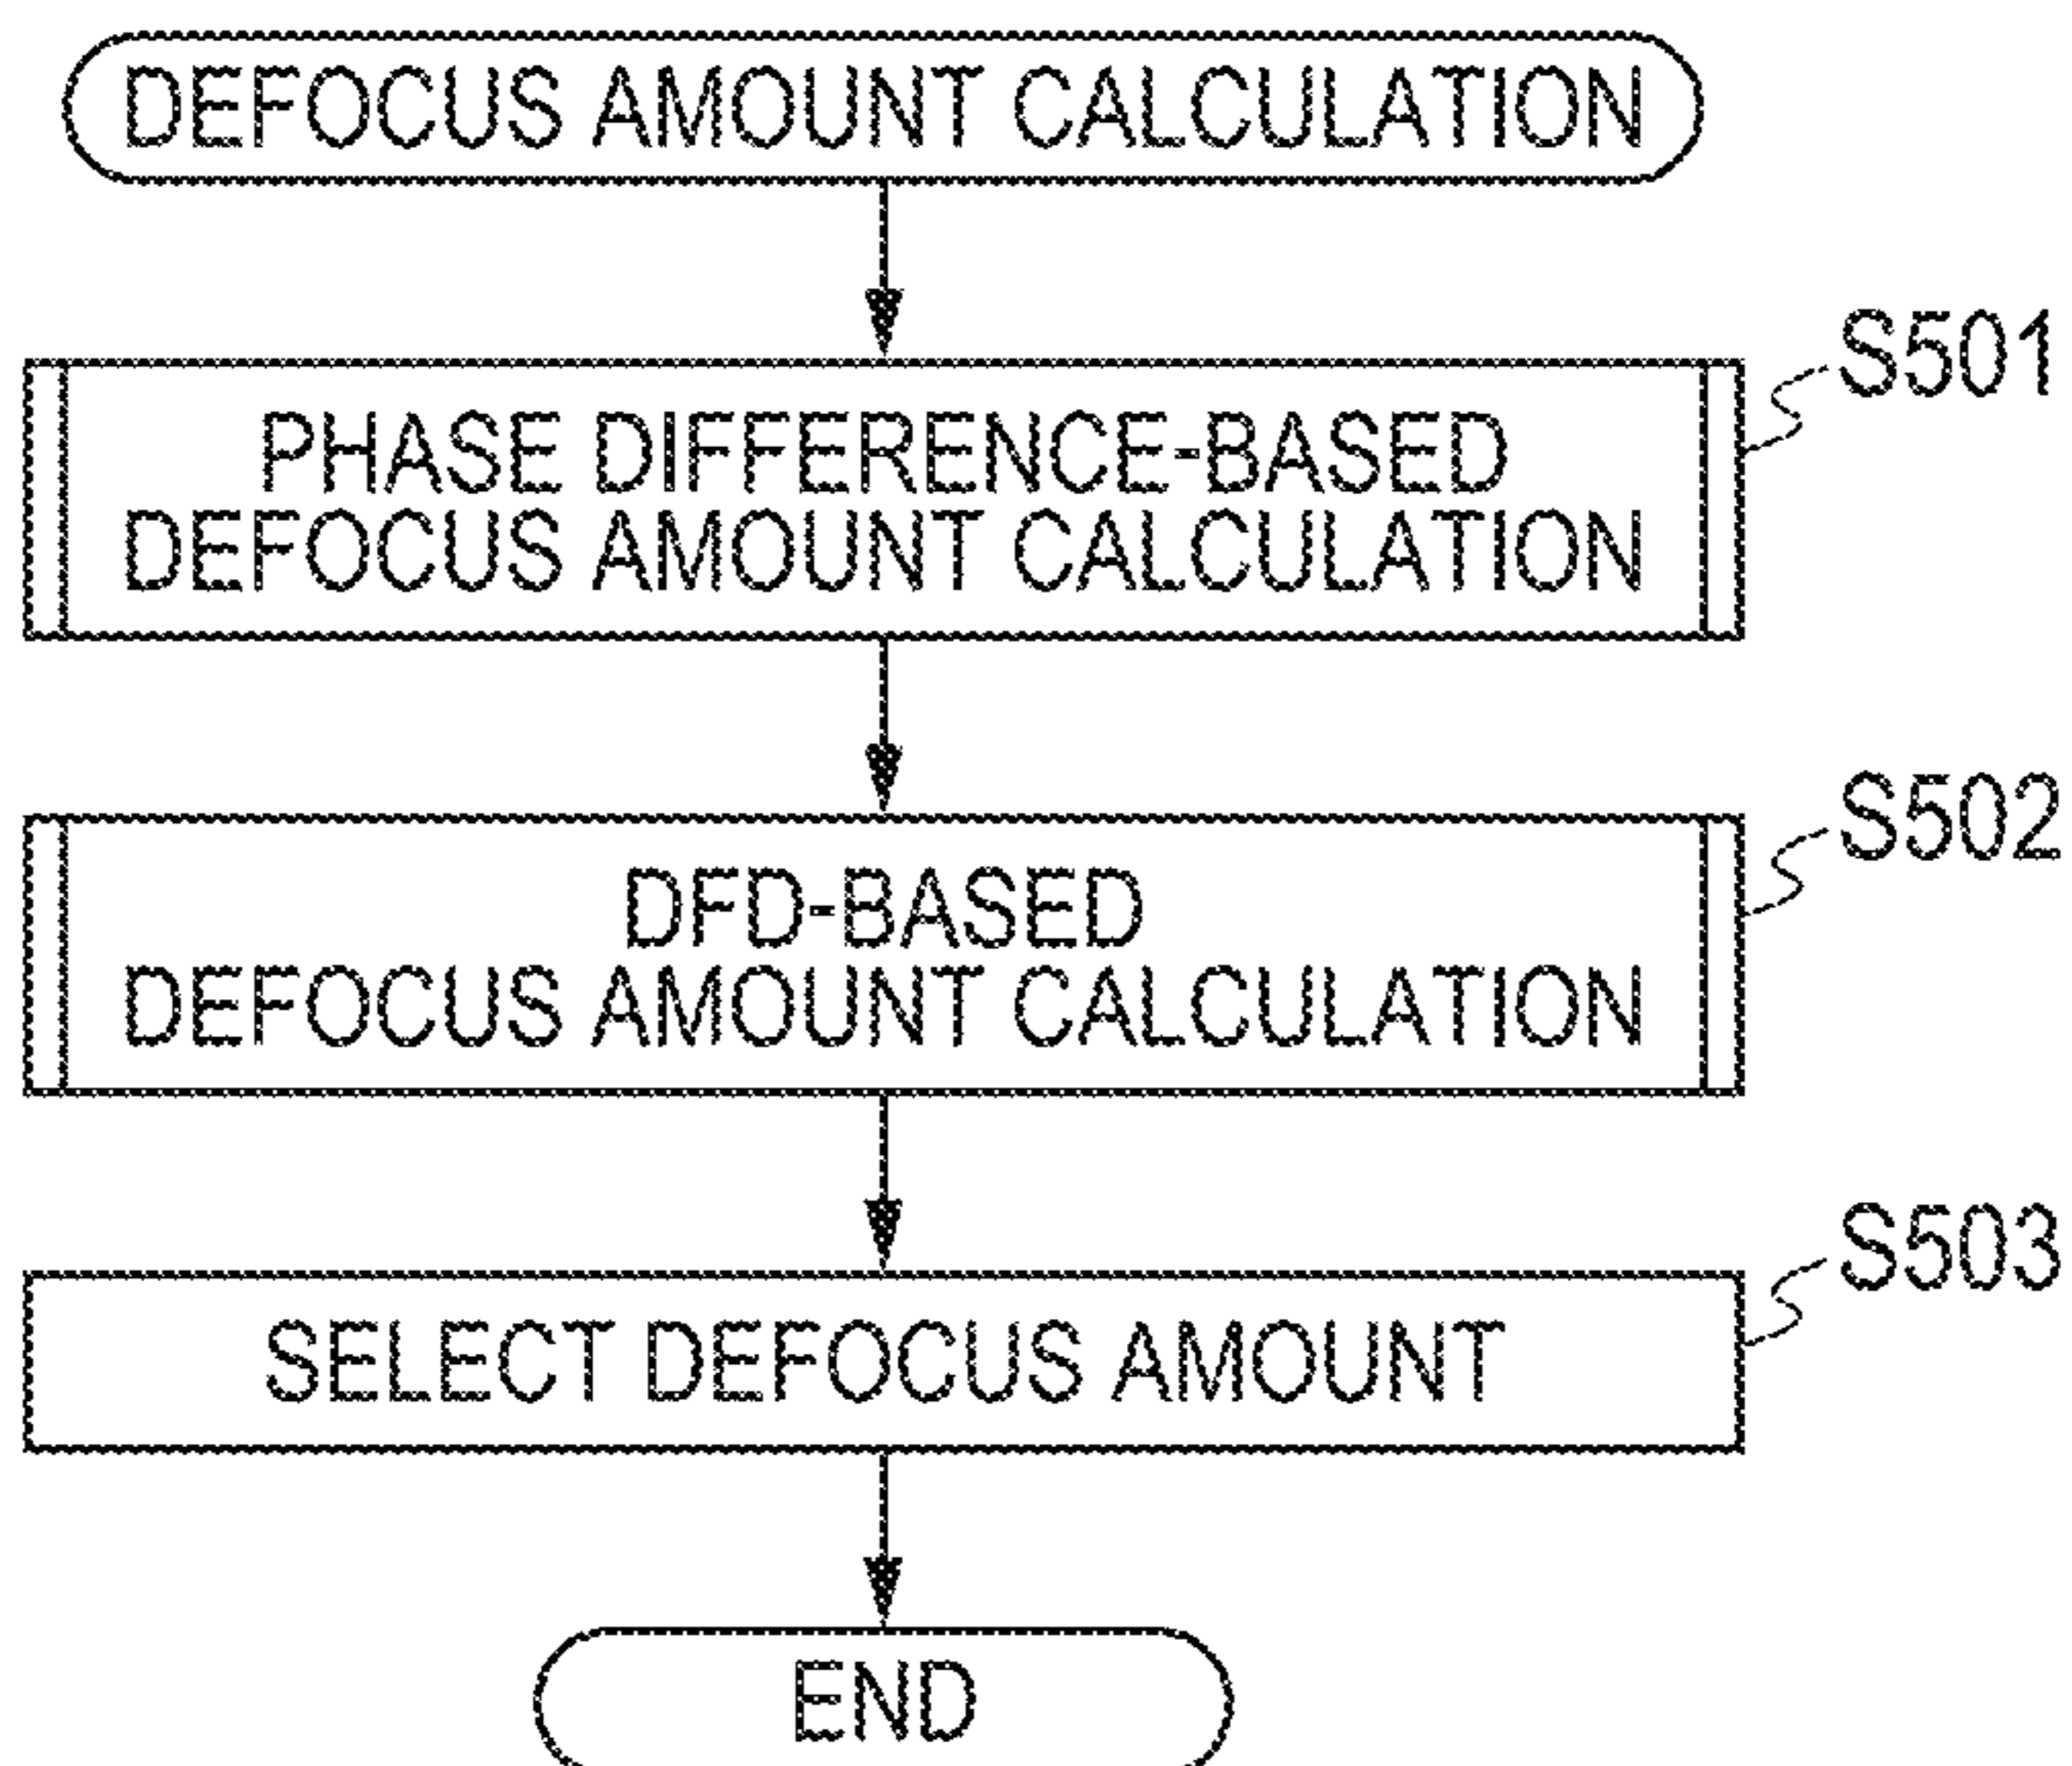 DEFOCUS AMOUNT CALCULATION
S501
PHASE DIFFERENCE-BASED
DEFOCUS AMOUNT CALCULATION
S502
DFD-BASED
DEFOCUS AMOUNT CALCULATION
S503
SELECT DEFOCUS AMOUNT
END